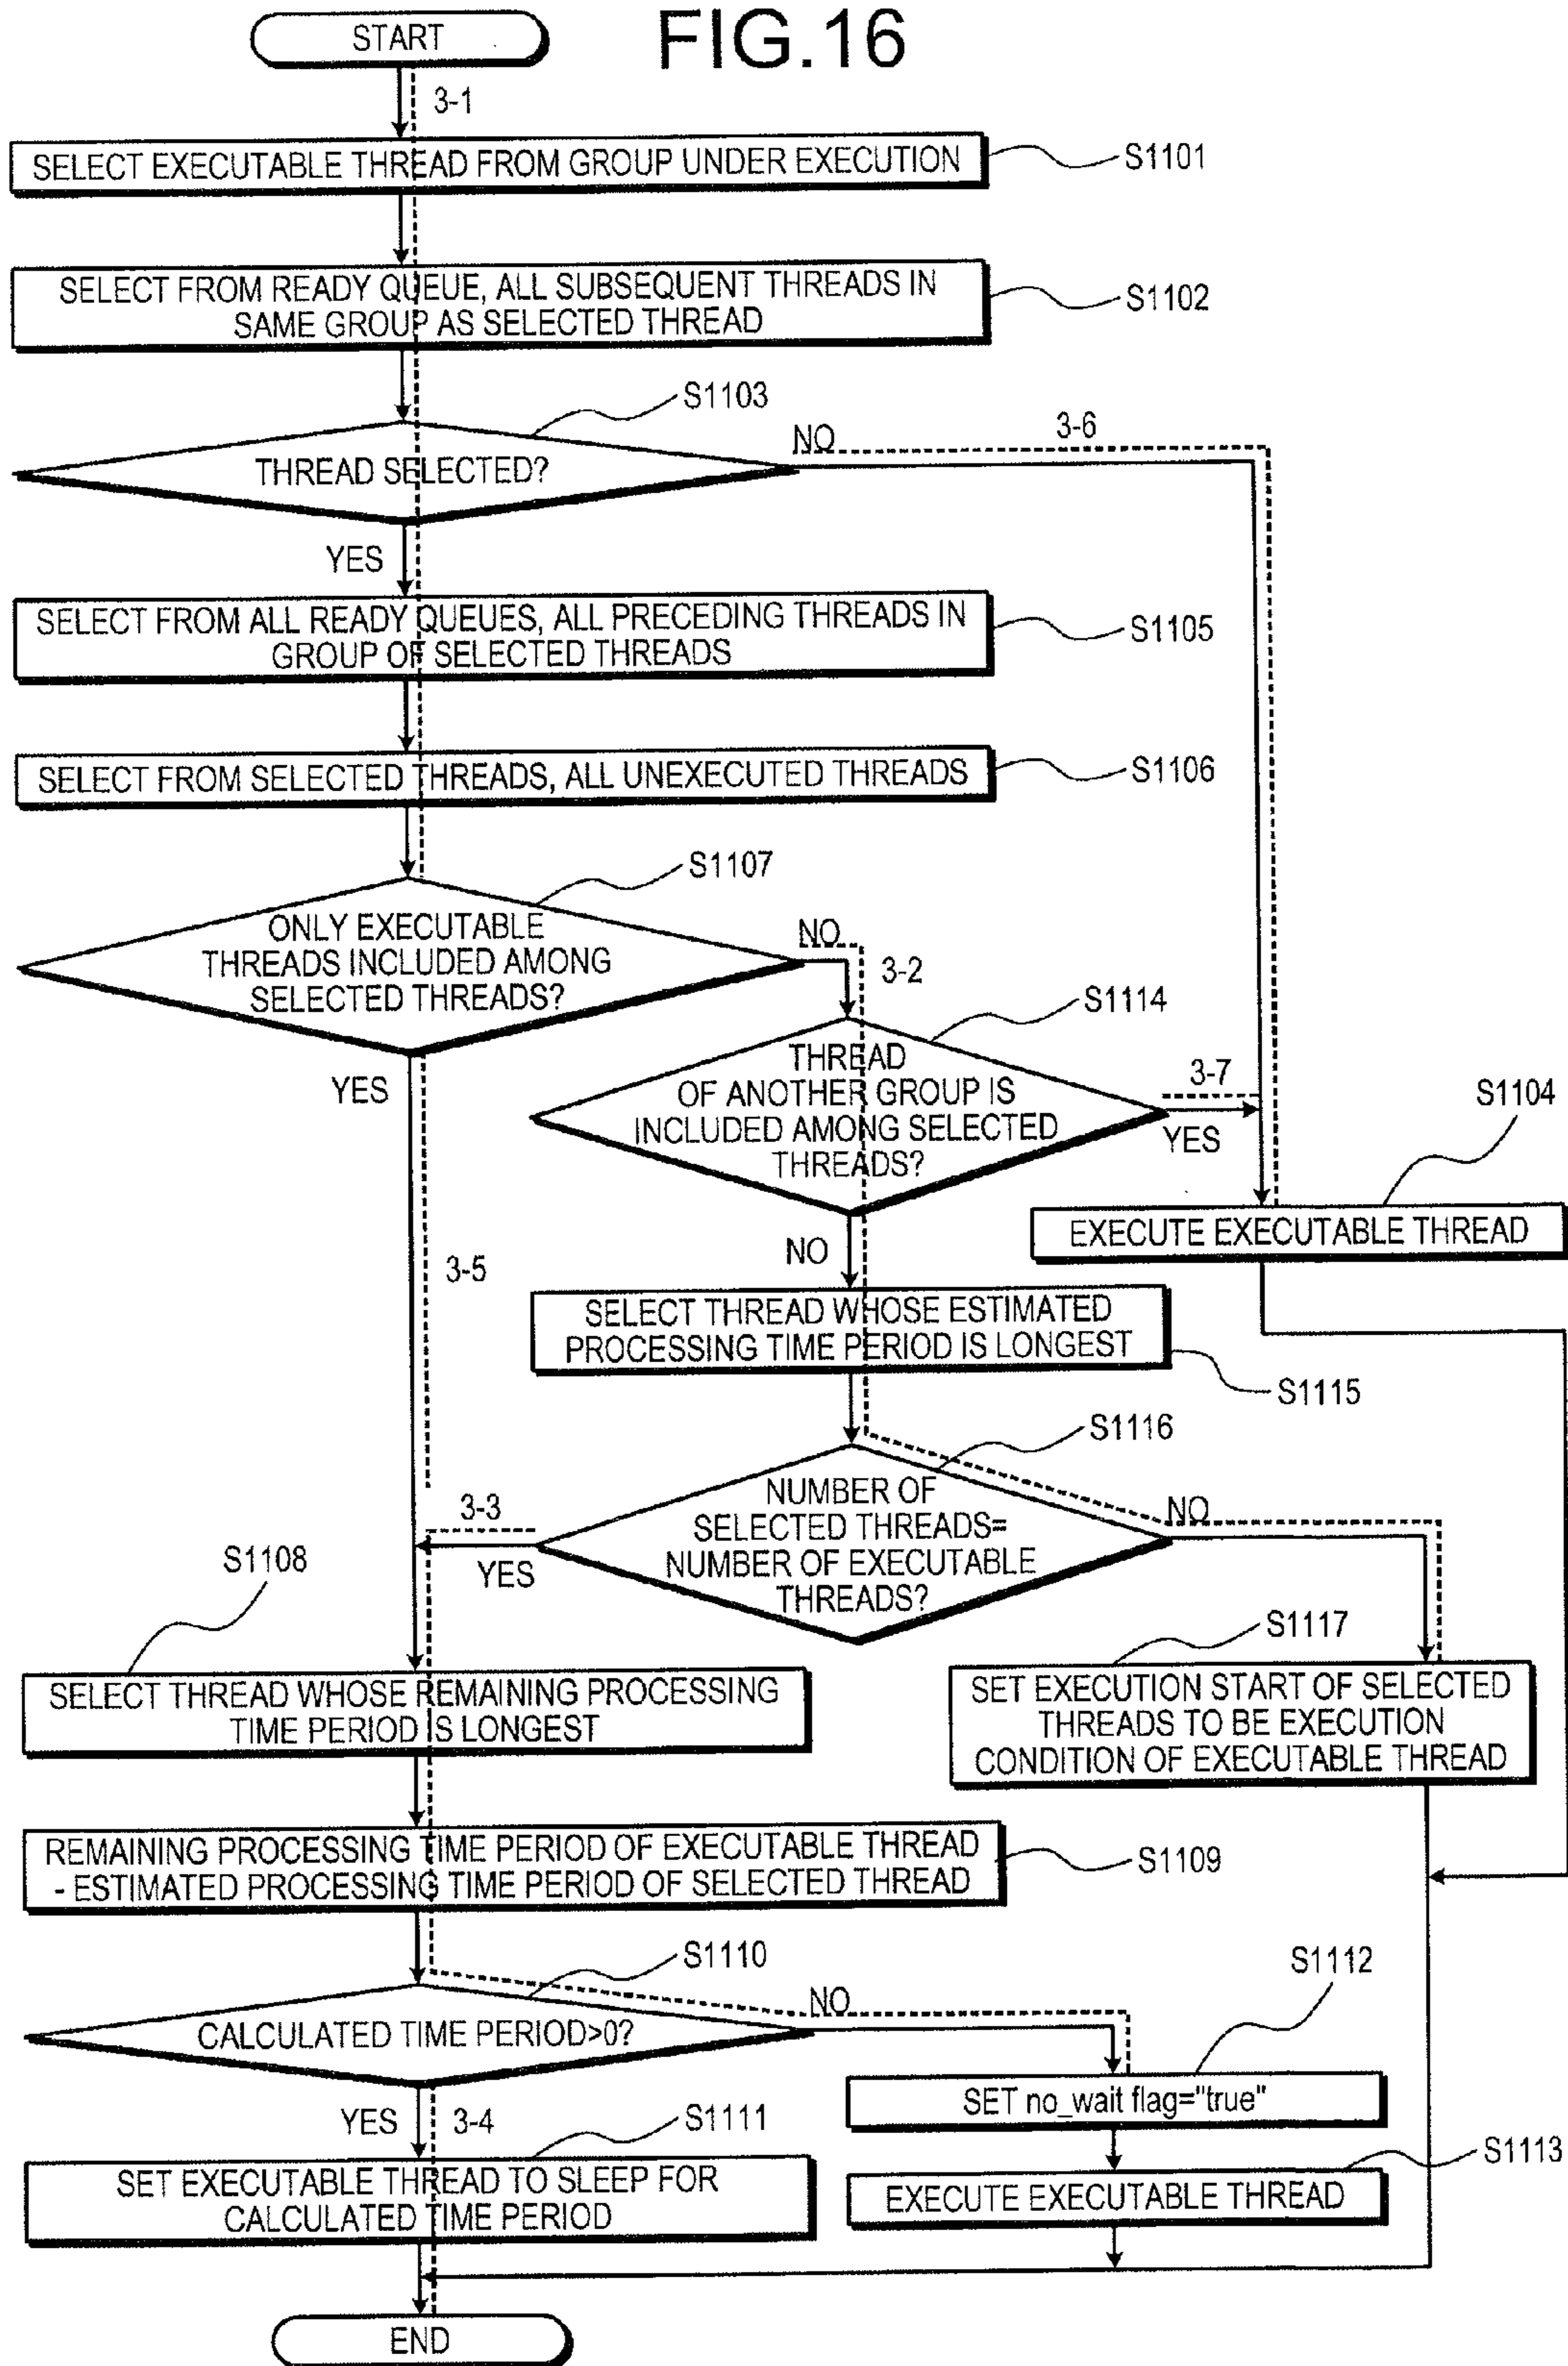 FIG.16
START
3-1
SELECT EXECUTABLE THREAD FROM GROUP UNDER EXECUTION
S1101
SELECT FROM READY QUEUE, ALL SUBSEQUENT THREADS IN
SAME GROUP AS SELECTED THREAD
S1102
S1103
THREAD SELECTED?
NO
3-6
YES
SELECT FROM ALL READY QUEUES, ALL PRECEDING THREADS IN
GROUP OF SELECTED THREADS
S1105
SELECT FROM SELECTED THREADS, ALL UNEXECUTED THREADS
S1106
S1107
ONLY EXECUTABLE
THREADS INCLUDED AMONG
SELECTED THREADS?
NO
3-2
YES
S1114
THREAD
OF ANOTHER GROUP IS
INCLUDED AMONG SELECTED
THREADS?
3-7
YES
S1104
EXECUTE EXECUTABLE THREAD
NO
3-5
SELECT THREAD WHOSE ESTIMATED
PROCESSING TIME PERIOD IS LONGEST
S1115
S1116
NUMBER OF
SELECTED THREADS=
NUMBER OF EXECUTABLE
THREADS?
NO
3-3
YES
S1108
SELECT THREAD WHOSE REMAINING PROCESSING
TIME PERIOD IS LONGEST
S1117
SET EXECUTION START OF SELECTED
THREADS TO BE EXECUTION
CONDITION OF EXECUTABLE THREAD
REMAINING PROCESSING TIME PERIOD OF EXECUTABLE THREAD
- ESTIMATED PROCESSING TIME PERIOD OF SELECTED THREAD
S1109
S1110
CALCULATED TIME PERIOD>0?
NO
S1112
SET no_wait flag="true"
YES
3-4
S1111
SET EXECUTABLE THREAD TO SLEEP FOR
CALCULATED TIME PERIOD
S1113
EXECUTE EXECUTABLE THREAD
END